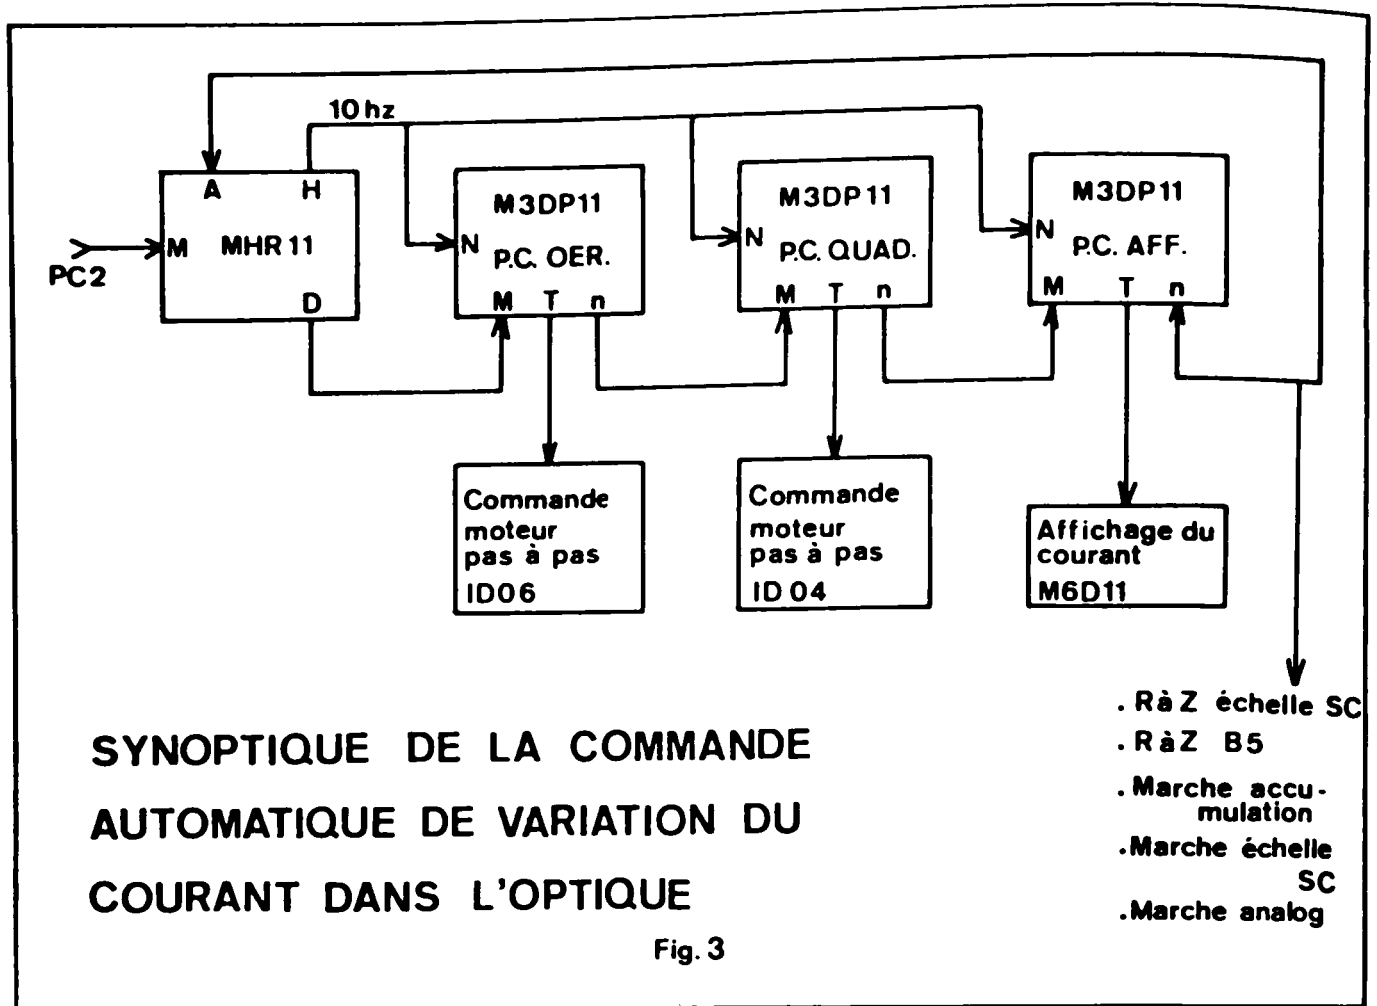 10 hz
A H
M MHR 11
D
PC2
M3DP11
N
P.C. OER.
M T n
M3DP11
N
P.C. QUAD.
M T n
M3DP11
N
P.C. AFF.
M T n
Commande
moteur
pas à pas
ID06
Commande
moteur
pas à pas
ID 04
Affichage du
courant
M6D11
. R à Z échelle SC
. R à Z B5
. Marche accu-
mulation
. Marche échelle
SC
. Marche analog
SYNOPTIQUE DE LA COMMANDE
AUTOMATIQUE DE VARIATION DU
COURANT DANS L'OPTIQUE
Fig. 3